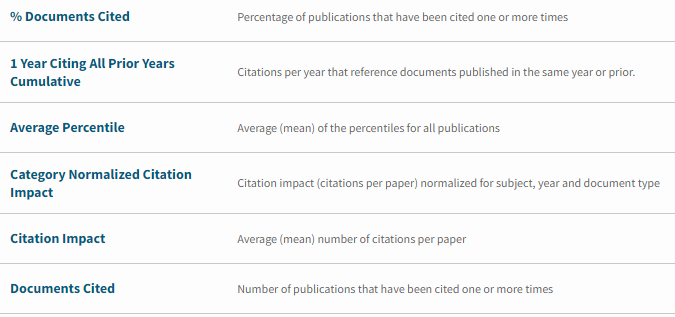 % Documents Cited
Percentage of publications that have been cited one or more times
1 Year Citing All Prior Years
Cumulative
Citations per year that reference documents published in the same year or prior.
Average Percentile
Average (mean) of the percentiles for all publications
Category Normalized Citation
Impact
Citation impact (citations per paper) normalized for subject, year and document type
Citation Impact
Average (mean) number of citations per paper
Documents Cited
Number of publications that have been cited one or more times